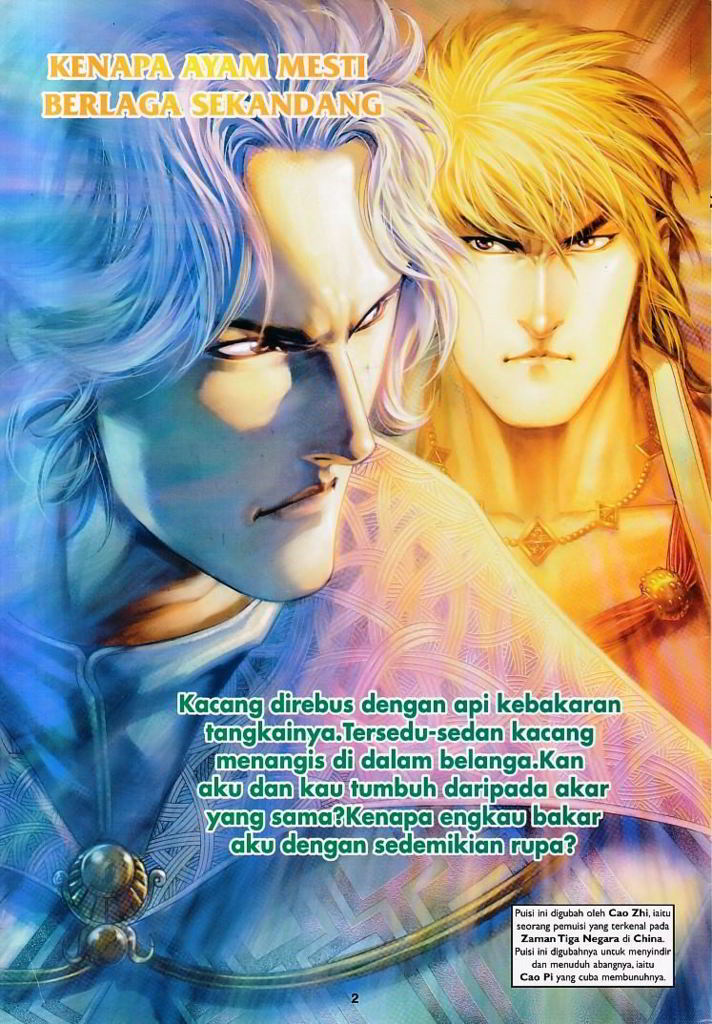 KENAPA AYAM MESTI
BERLAGA SEKANDANG
Kacang direbus dengan api kebakaran
tangkainya.Tersedu-sedan kacang
menangis di dalam belanga.Kan
aku dan kau tumbuh daripada akar
yang sama?Kenapa engkau bakar
aku dengan sedemikian rupa?
Puisi ini digubah oleh Cao Zhi, iaitu
seorang pemuisi yang terkenal pada
Zaman Tiga Negara di China.
Puisi ini digubahnya untuk menyindir
dan menuduh abangnya, iaitu
Cao Pi yang cuba membunuhnya.
2